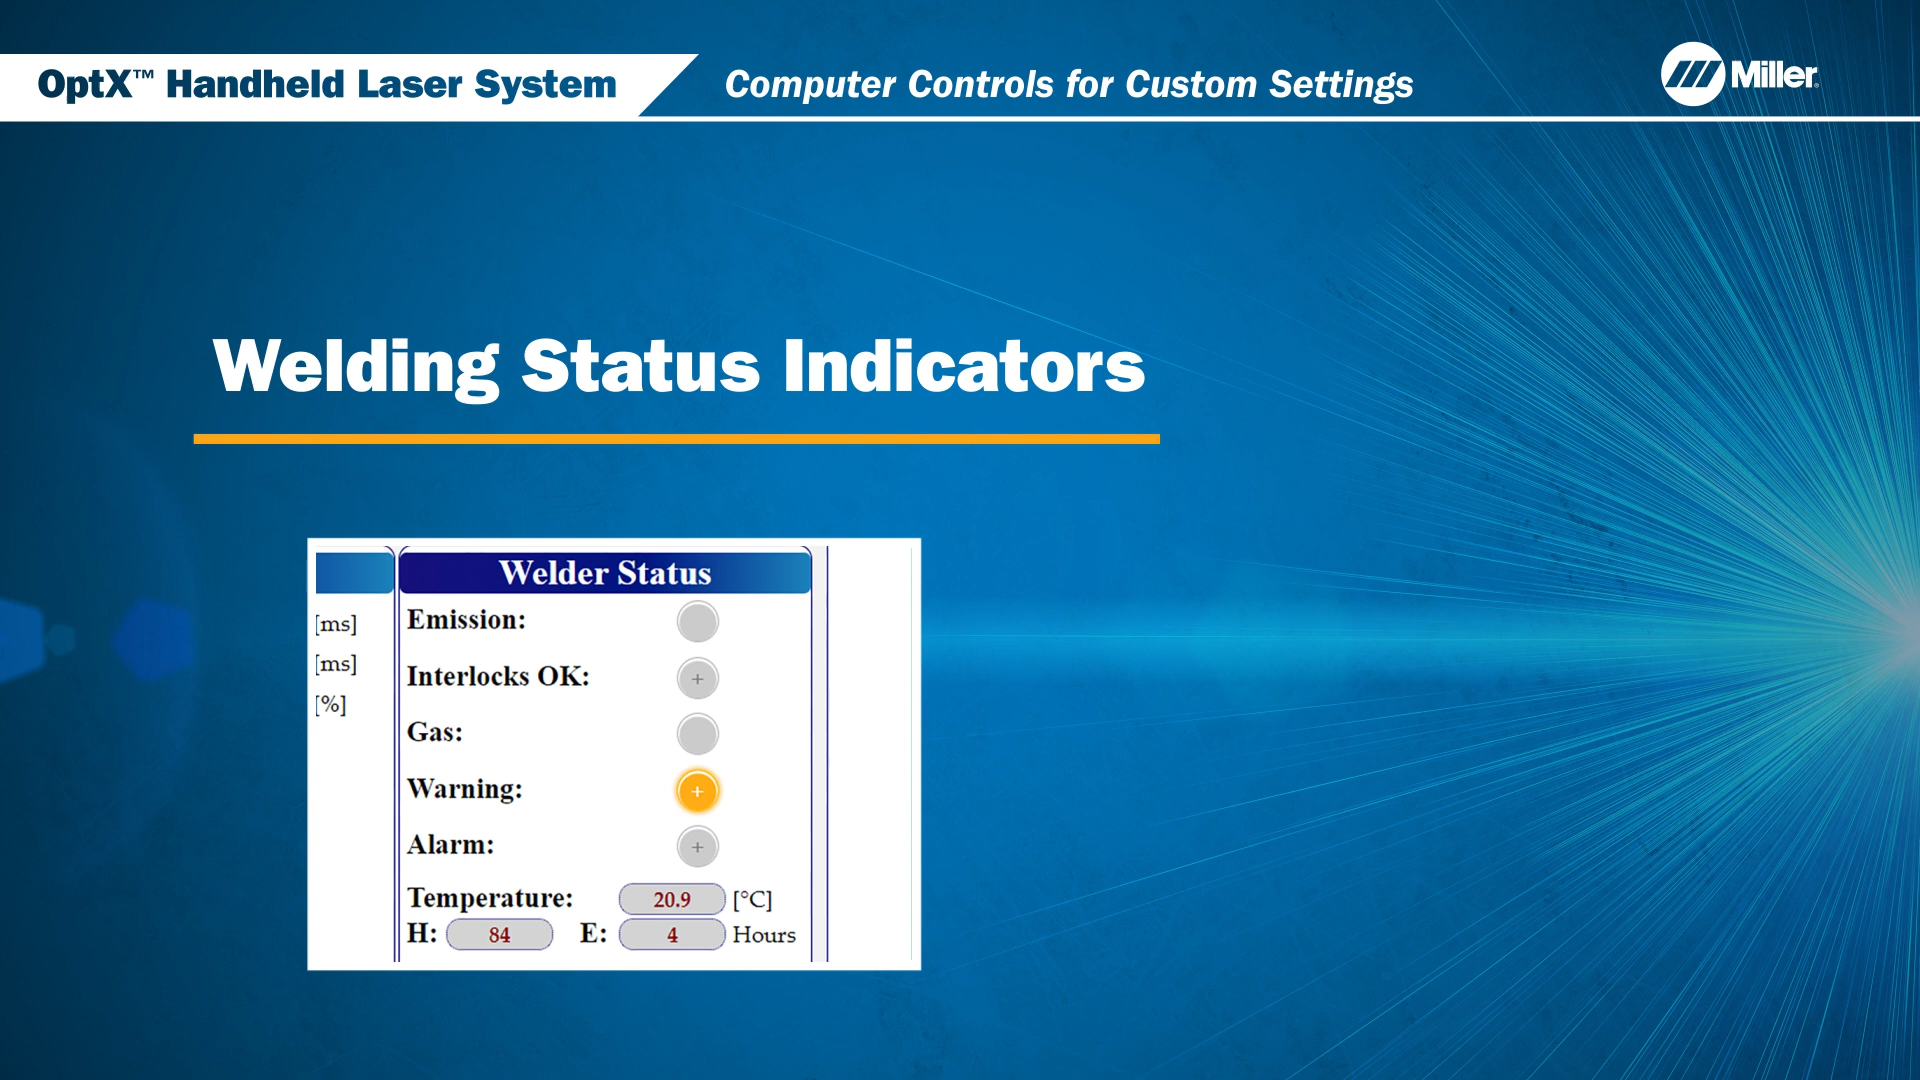 OptX™ Handheld Laser System
Computer Controls for Custom Settings
Miller®
Welding Status Indicators
[ms]
[ms]
[%]
Welder Status
Emission:
Interlocks OK: +
Gas:
Warning: +
Alarm: +
Temperature: 20.9 [°C]
H: 84 E: 4 Hours